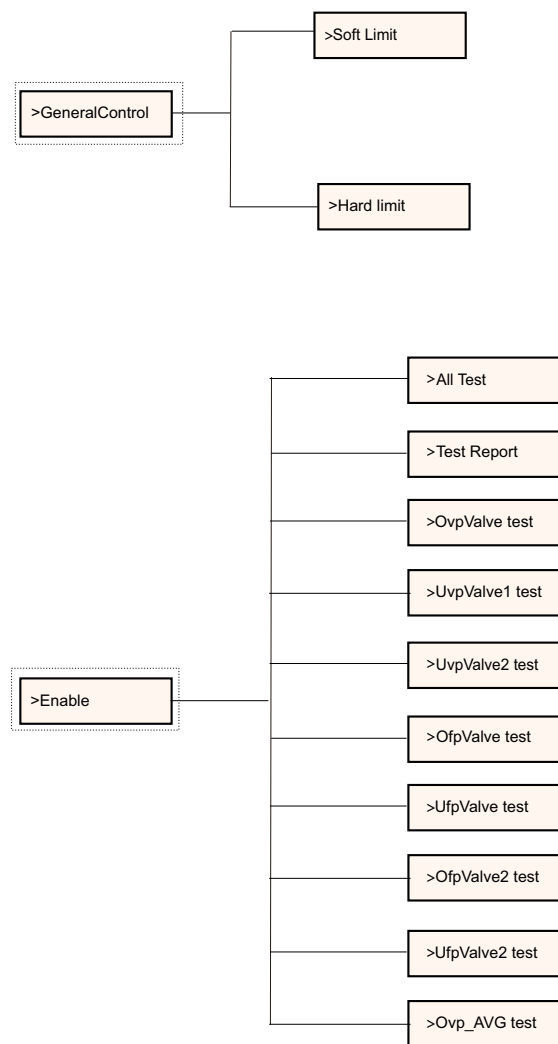 >Soft Limit
>GeneralControl
>Hard limit
>All Test
>Test Report
>OvpValve test
>UvpValve1 test
>UvpValve2 test
>Enable
>OfpValve test
>UfpValve test
>OfpValve2 test
>UfpValve2 test
>Ovp_AVG test